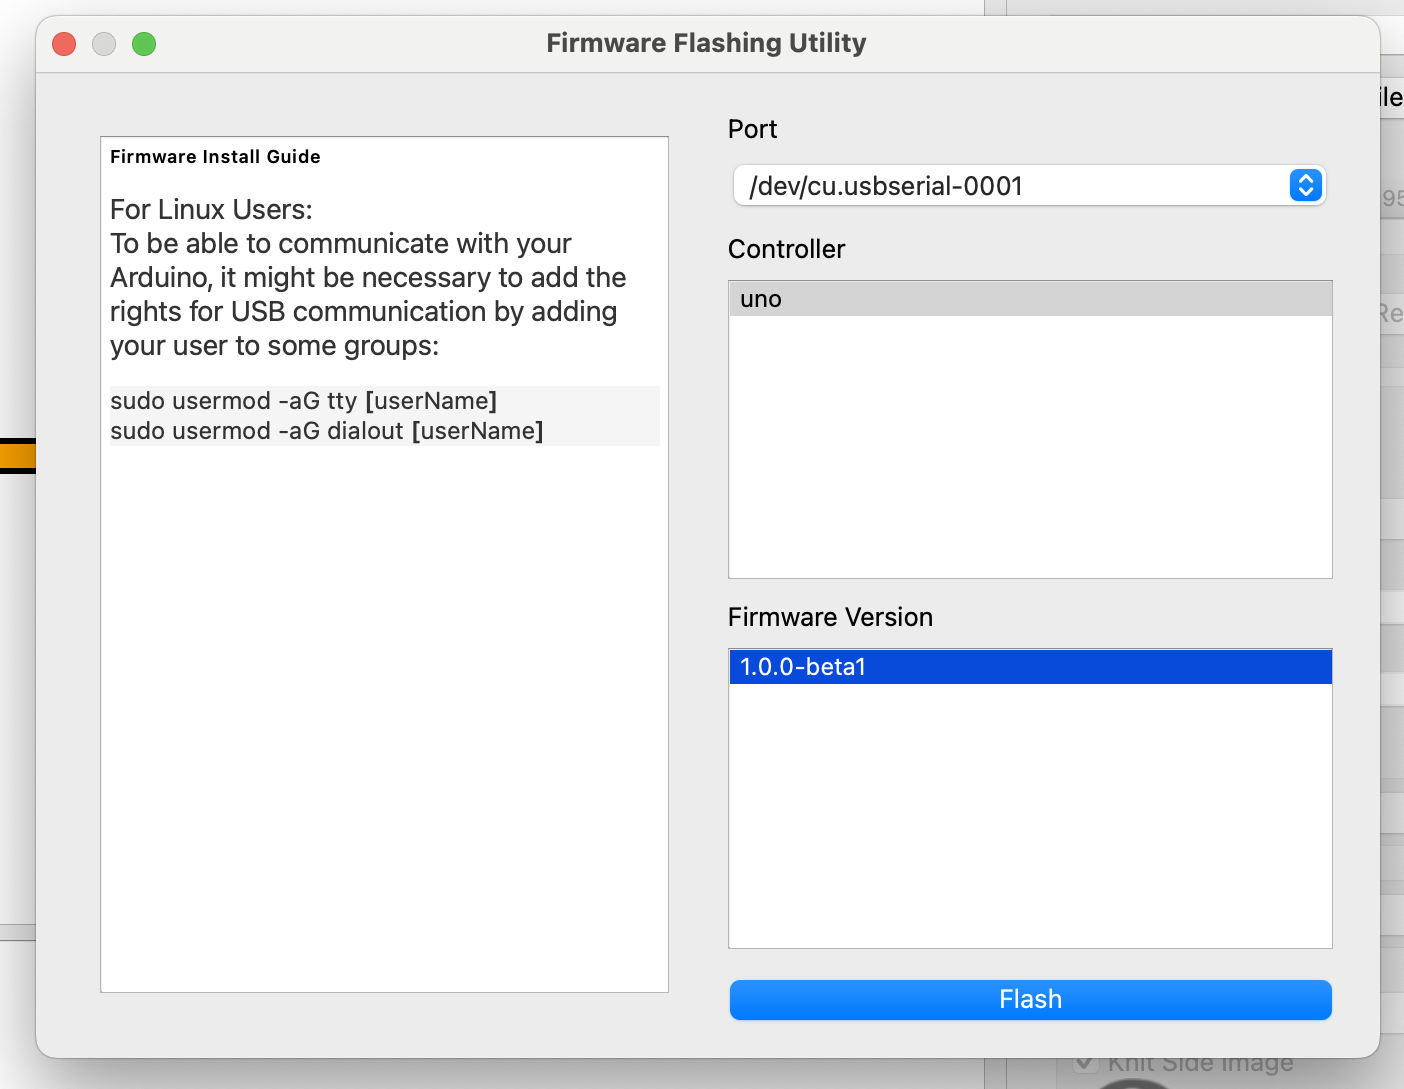 Firmware Flashing Utility
Firmware Install Guide
For Linux Users:
To be able to communicate with your
Arduino, it might be necessary to add the
rights for USB communication by adding
your user to some groups:
sudo usermod -aG tty [userName]
sudo usermod -aG dialout [userName]
Port
/dev/cu.usbserial-0001
Controller
uno
Firmware Version
1.0.0-beta1
Flash
Knit Side Image